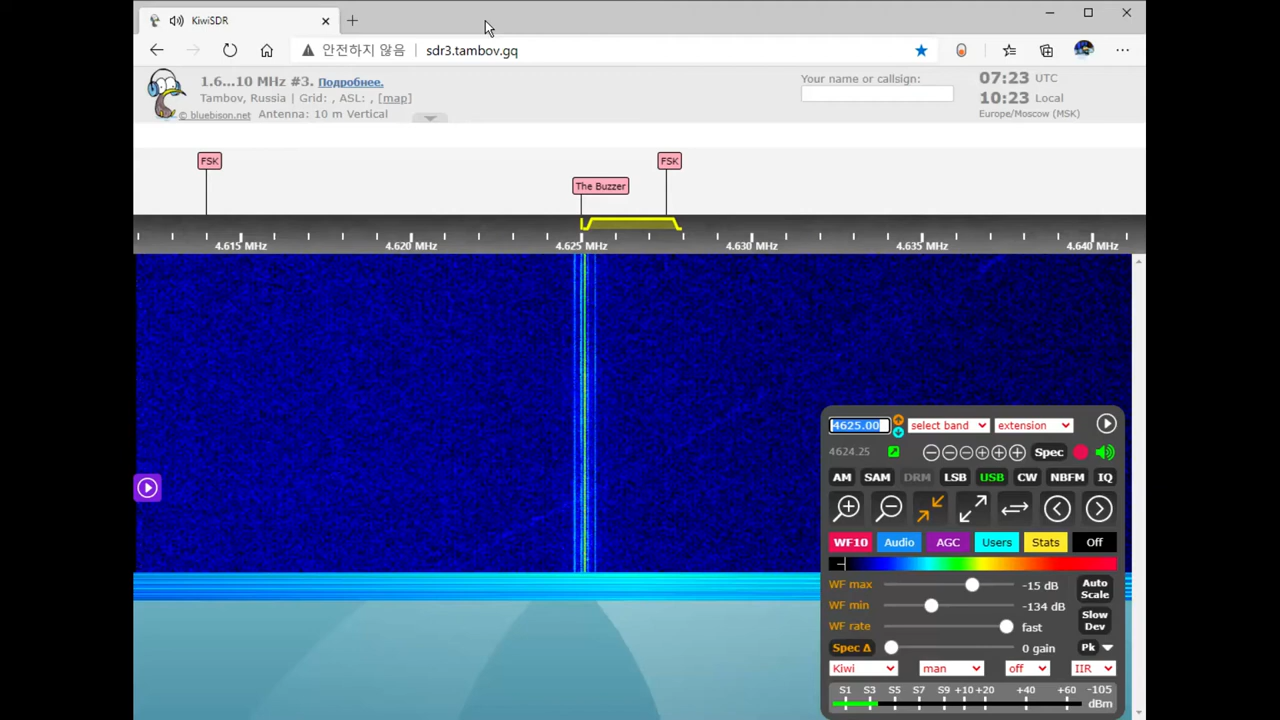 KiwiSDR
안전하지 않음 sdr3.tambov.gq
1.6...10 MHz #3. Подробнее.
Tambov, Russia | Grid: , ASL: , [map]
© bluebison.net Antenna: 10 m Vertical
Your name or callsign:
07:23 UTC
10:23 Local
Europe/Moscow (MSK)
FSK
FSK
The Buzzer
4.615 MHz 4.620 MHz 4.625 MHz 4.630 MHz 4.635 MHz 4.640 MHz
4625.00 select band extension
4624.25 Spec
AM SAM DRM LSB USB CW NBFM IQ
WF10 Audio AGC Users Stats Off
WF max -15 dB Auto Scale
WF min -134 dB
WF rate fast Slow Dev
Spec Δ 0 gain Pk
Kiwi man off IIR
S1 S3 S5 S7 S9 +10 +20 +40 +60 -105 dBm